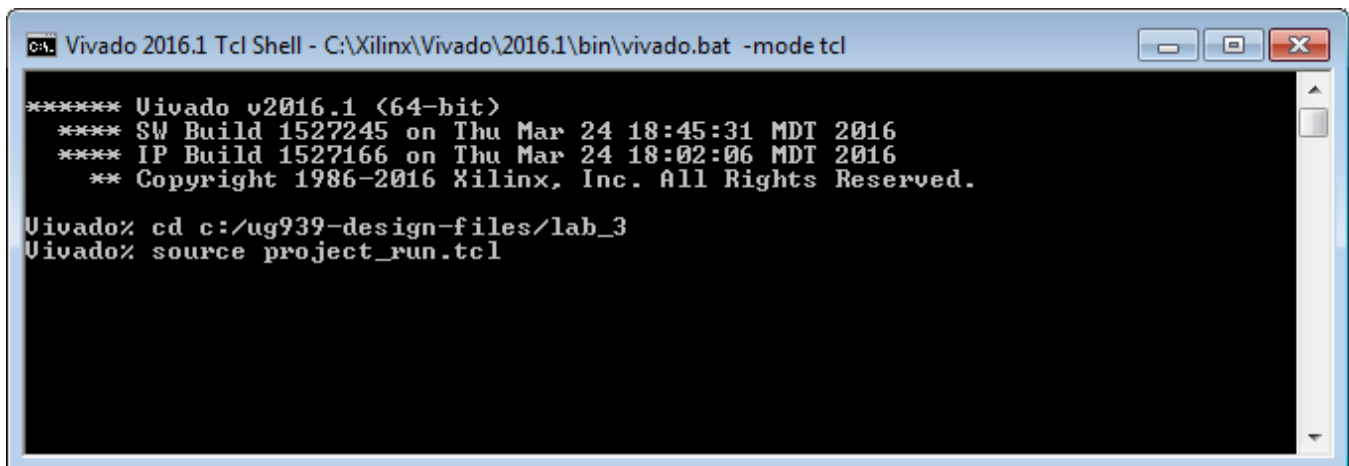 C:\. Vivado 2016.1 Tcl Shell - C:\Xilinx\Vivado\2016.1\bin\vivado.bat -mode tcl
****** Vivado v2016.1 (64-bit)
**** SW Build 1527245 on Thu Mar 24 18:45:31 MDT 2016
**** IP Build 1527166 on Thu Mar 24 18:02:06 MDT 2016
** Copyright 1986-2016 Xilinx, Inc. All Rights Reserved.
Vivado% cd c:/ug939-design-files/lab_3
Vivado% source project_run.tcl